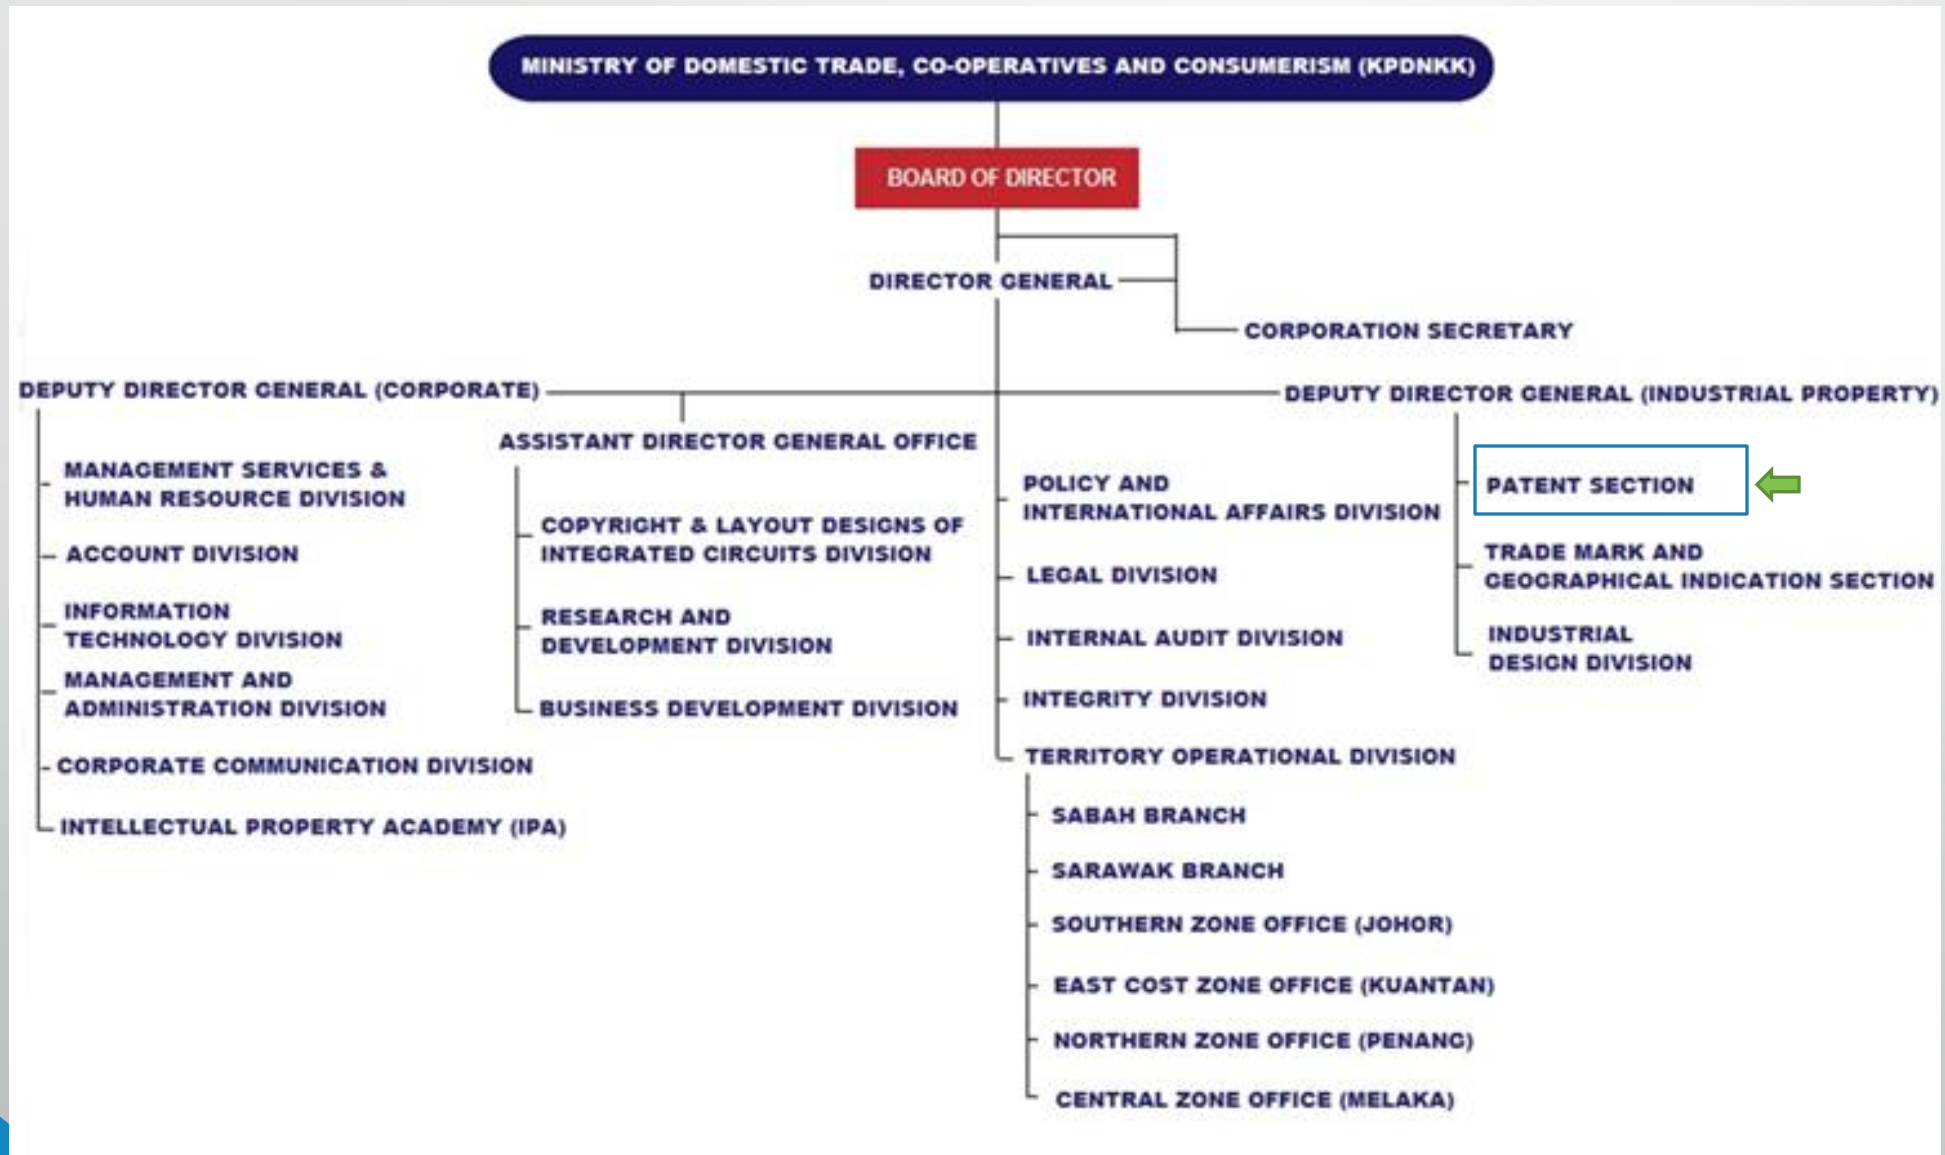 MINISTRY OF DOMESTIC TRADE, CO-OPERATIVES AND CONSUMERISM (KPDNKK)
BOARD OF DIRECTOR
DIRECTOR GENERAL
CORPORATION SECRETARY
DEPUTY DIRECTOR GENERAL (CORPORATE)
MANAGEMENT SERVICES &
HUMAN RESOURCE DIVISION
ACCOUNT DIVISION
INFORMATION
TECHNOLOGY DIVISION
MANAGEMENT AND
ADMINISTRATION DIVISION
CORPORATE COMMUNICATION DIVISION
INTELLECTUAL PROPERTY ACADEMY (IPA)
ASSISTANT DIRECTOR GENERAL OFFICE
COPYRIGHT & LAYOUT DESIGNS OF
INTEGRATED CIRCUITS DIVISION
RESEARCH AND
DEVELOPMENT DIVISION
BUSINESS DEVELOPMENT DIVISION
POLICY AND
INTERNATIONAL AFFAIRS DIVISION
LEGAL DIVISION
INTERNAL AUDIT DIVISION
INTEGRITY DIVISION
TERRITORY OPERATIONAL DIVISION
SABAH BRANCH
SARAWAK BRANCH
SOUTHERN ZONE OFFICE (JOHOR)
EAST COST ZONE OFFICE (KUANTAN)
NORTHERN ZONE OFFICE (PENANG)
CENTRAL ZONE OFFICE (MELAKA)
DEPUTY DIRECTOR GENERAL (INDUSTRIAL PROPERTY)
PATENT SECTION
TRADE MARK AND
GEOGRAPHICAL INDICATION SECTION
INDUSTRIAL
DESIGN DIVISION